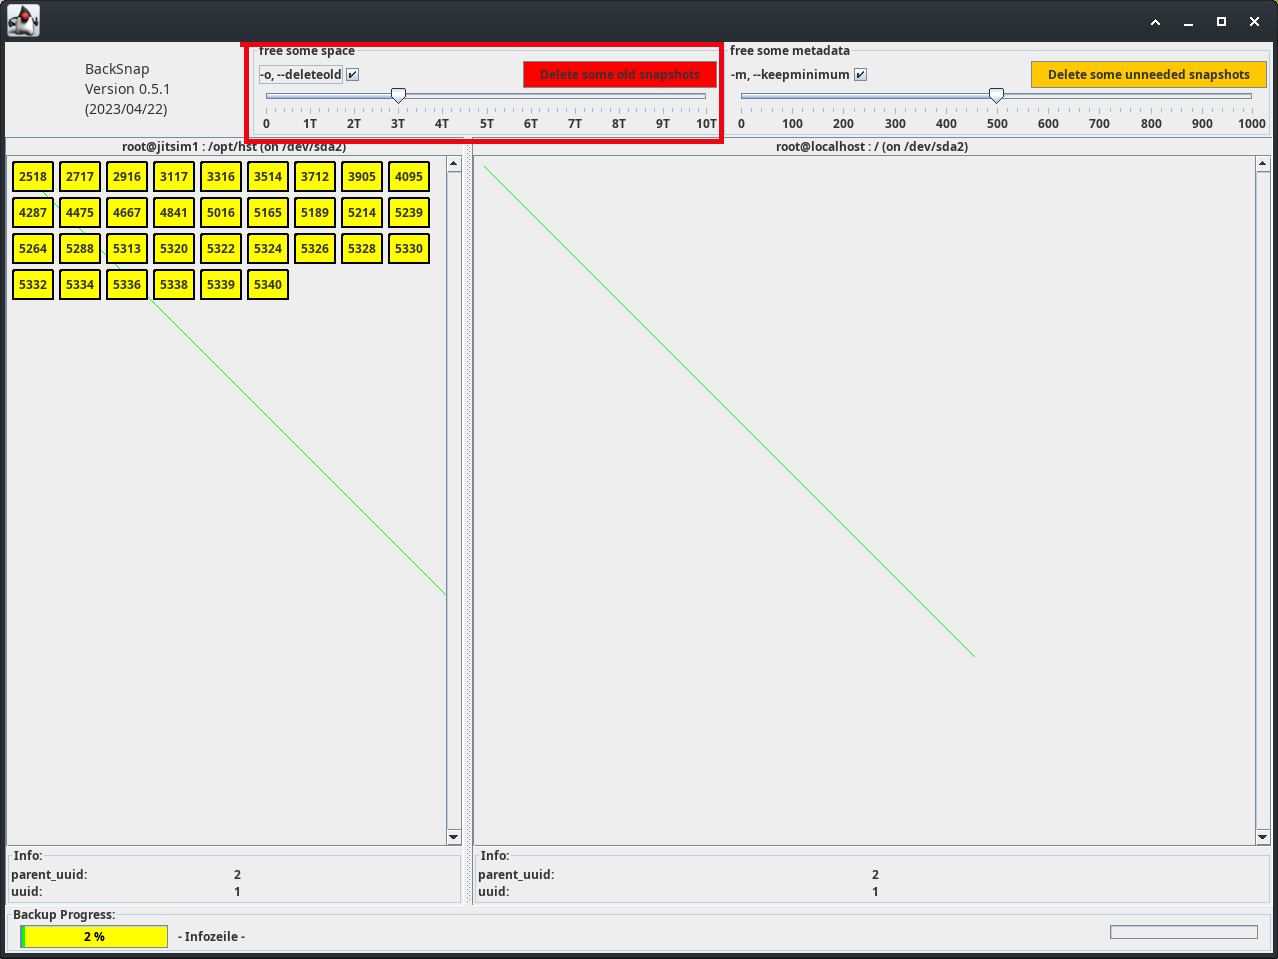 BackSnap
Version 0.5.1
(2023/04/22)
free some space
-o, --deleteold
Delete some old snapshots
0 1T 2T 3T 4T 5T 6T 7T 8T 9T 10T
free some metadata
-m, --keepminimum
Delete some unneeded snapshots
0 100 200 300 400 500 600 700 800 900 1000
root@jitsim1 : /opt/hst (on /dev/sda2)
2518 2717 2916 3117 3316 3514 3712 3905 4095
4287 4475 4667 4841 5016 5165 5189 5214 5239
5264 5288 5313 5320 5322 5324 5326 5328 5330
5332 5334 5336 5338 5339 5340
root@localhost : / (on /dev/sda2)
Info:
parent_uuid: 2
uuid: 1
Info:
parent_uuid: 2
uuid: 1
Backup Progress:
2 % - Infozeile -